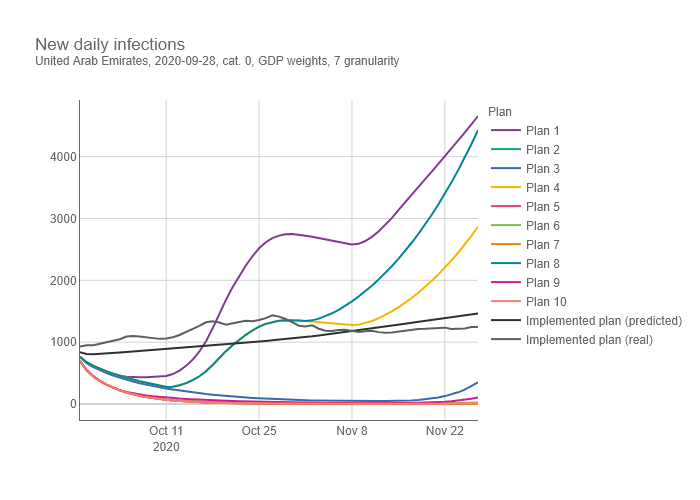 New daily infections
United Arab Emirates, 2020-09-28, cat. 0, GDP weights, 7 granularity
Plan
Plan 1
Plan 2
Plan 3
Plan 4
Plan 5
Plan 6
Plan 7
Plan 8
Plan 9
Plan 10
Implemented plan (predicted)
Implemented plan (real)
4000
3000
2000
1000
0
Oct 11
2020
Oct 25
Nov 8
Nov 22